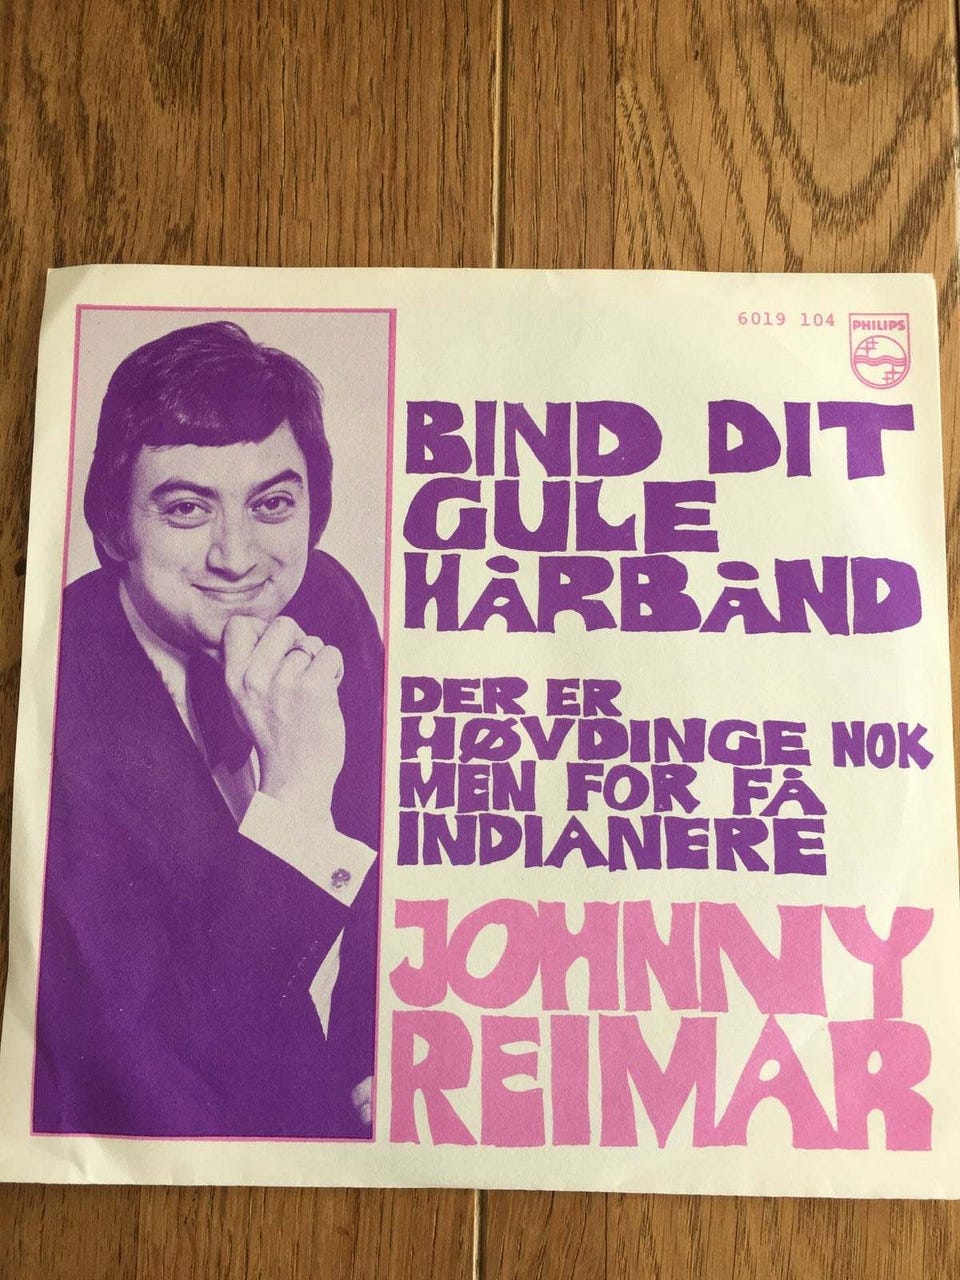 6019 104
PHILIPS
BIND DIT
GULE
HÅRBÅND
DER ER
HØVDINGE NOK
MEN FOR FÅ
INDIANERE
JOHNNY
REIMAR